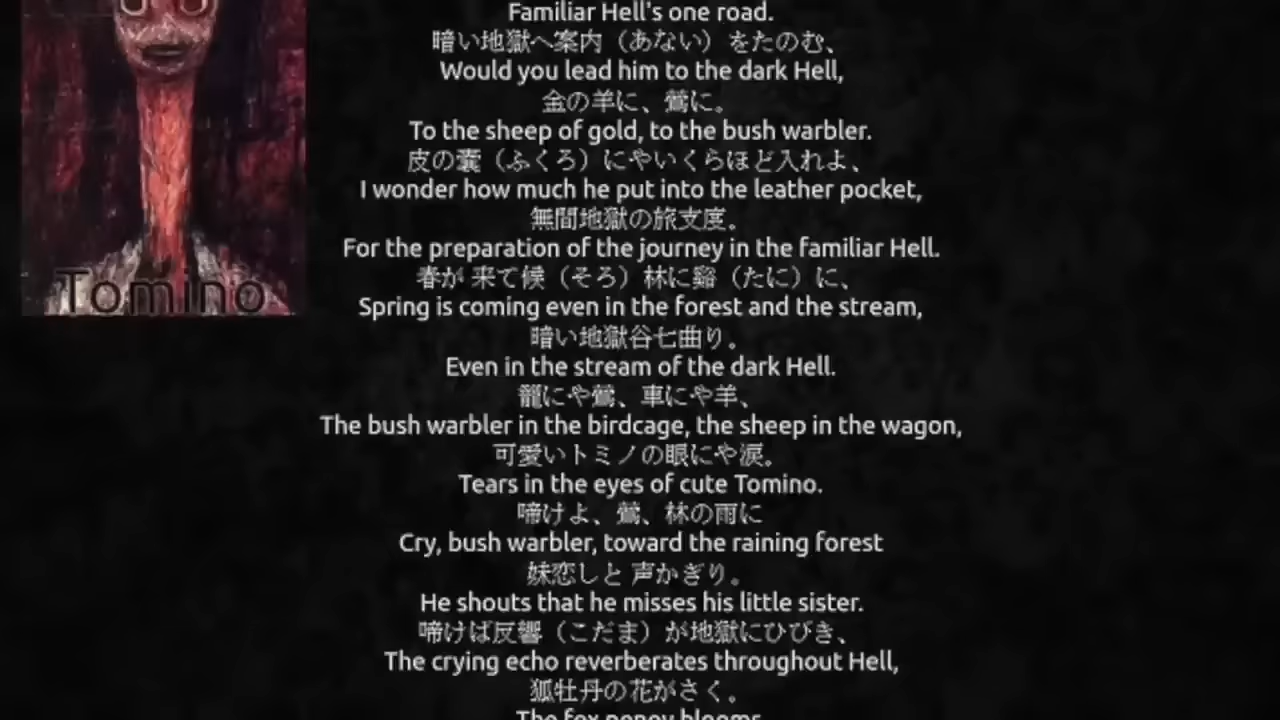 Familiar Hell's one road.
暗い地獄へ案内（あない）をたのむ、
Would you lead him to the dark Hell,
金の羊に、鶯に。
To the sheep of gold, to the bush warbler.
皮の嚢（ふくろ）にやいくらほど入れよ、
I wonder how much he put into the leather pocket,
無間地獄の旅支度。
For the preparation of the journey in the familiar Hell.
春が 来て候（そろ）林に谿（たに）に、
Spring is coming even in the forest and the stream,
暗い地獄谷七曲り。
Even in the stream of the dark Hell.
籠にや鶯、車にや羊、
The bush warbler in the birdcage, the sheep in the wagon,
可愛いトミノの眼にや涙。
Tears in the eyes of cute Tomino.
啼けよ、鶯、林の雨に
Cry, bush warbler, toward the raining forest
妹恋しと 声かぎり。
He shouts that he misses his little sister.
啼けば反響（こだま）が地獄にひびき、
The crying echo reverberates throughout Hell,
狐牡丹の花がさく。
The fox peony blooms.
Tomino